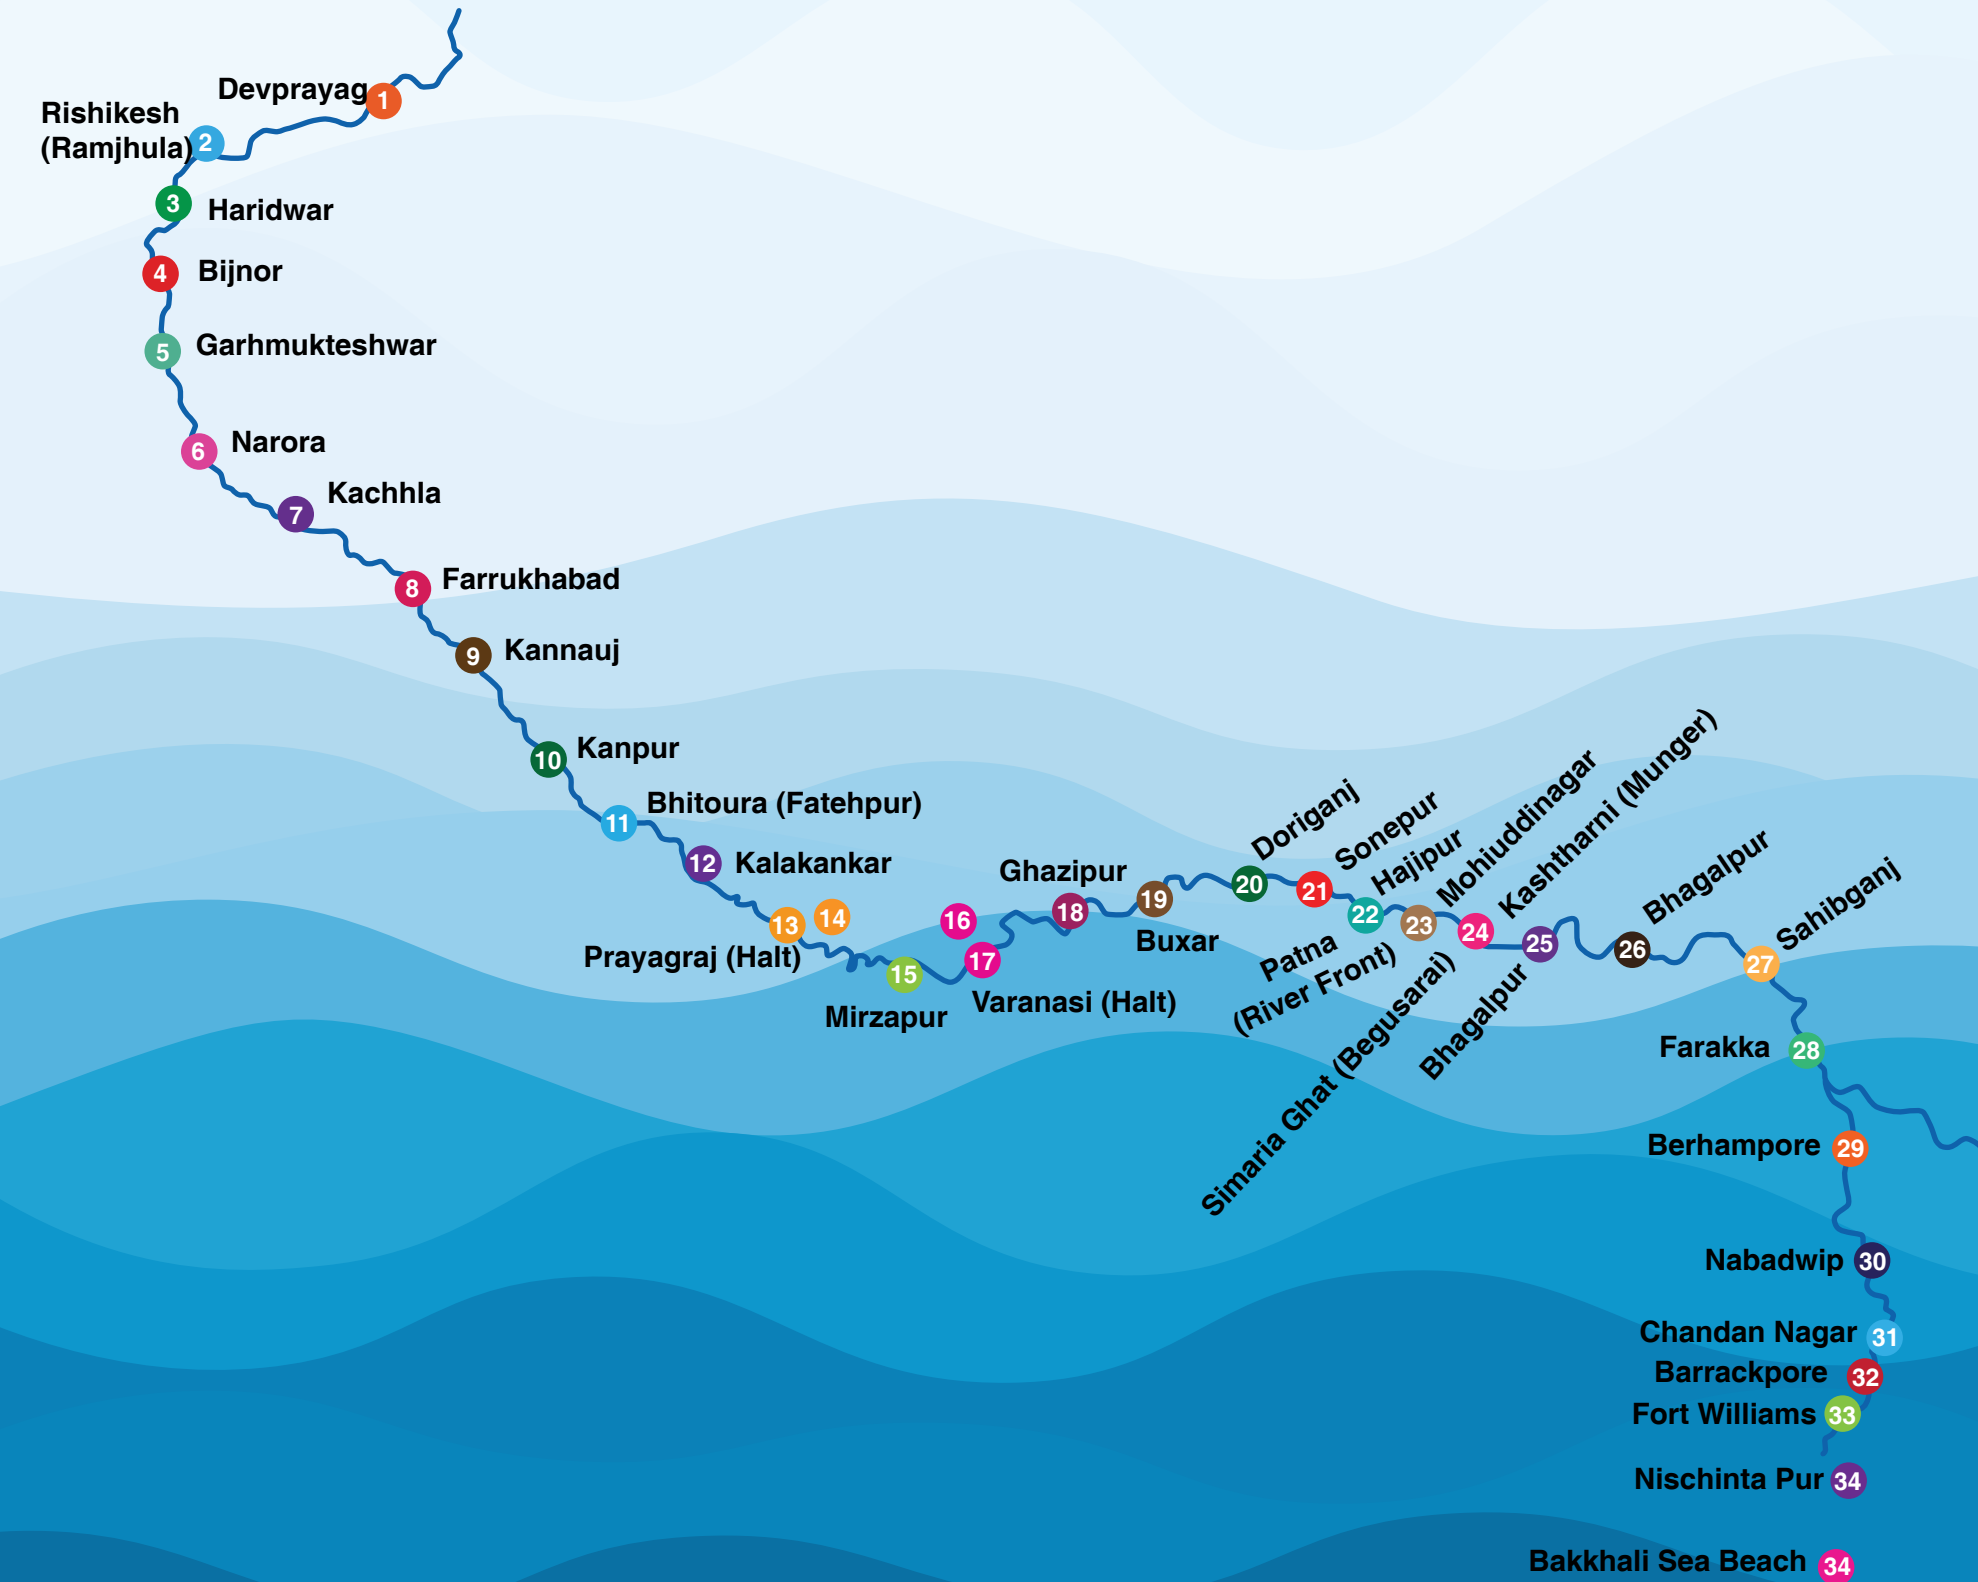 Devprayag
1
Rishikesh
(Ramjhula)
2
3
Haridwar
4
Bijnor
5
Garhmukteshwar
6
Narora
7
Kachhla
8
Farrukhabad
9
Kannauj
10
Kanpur
11
Bhitoura (Fatehpur)
12
Kalakankar
13
14
Prayagraj (Halt)
15
Mirzapur
16
17
Varanasi (Halt)
18
Ghazipur
19
Buxar
20
Doriganj
21
Sonepur
22
Hajipur
Patna
(River Front)
23
Mohiuddinagar
24
Simaria Ghat (Begusarai)
Kashtharni (Munger)
25
Bhagalpur
26
Bhagalpur
27
Sahibganj
Farakka
28
Berhampore
29
Nabadwip
30
Chandan Nagar
31
Barrackpore
32
Fort Williams
33
Nischinta Pur
34
Bakkhali Sea Beach
34